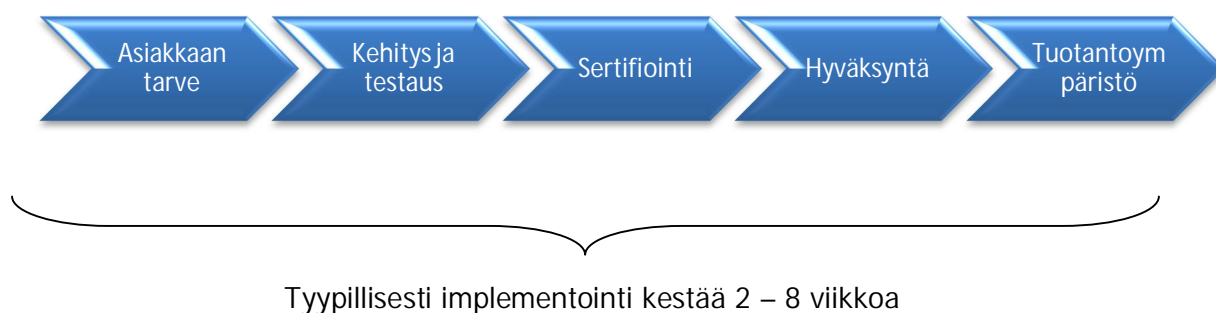 Asiakkaan
tarve
Kehitys ja
testaus
Sertifiointi
Hyväksyntä
Tuotantoym
päristö
Tyypillisesti implementointi kestää 2 – 8 viikkoa